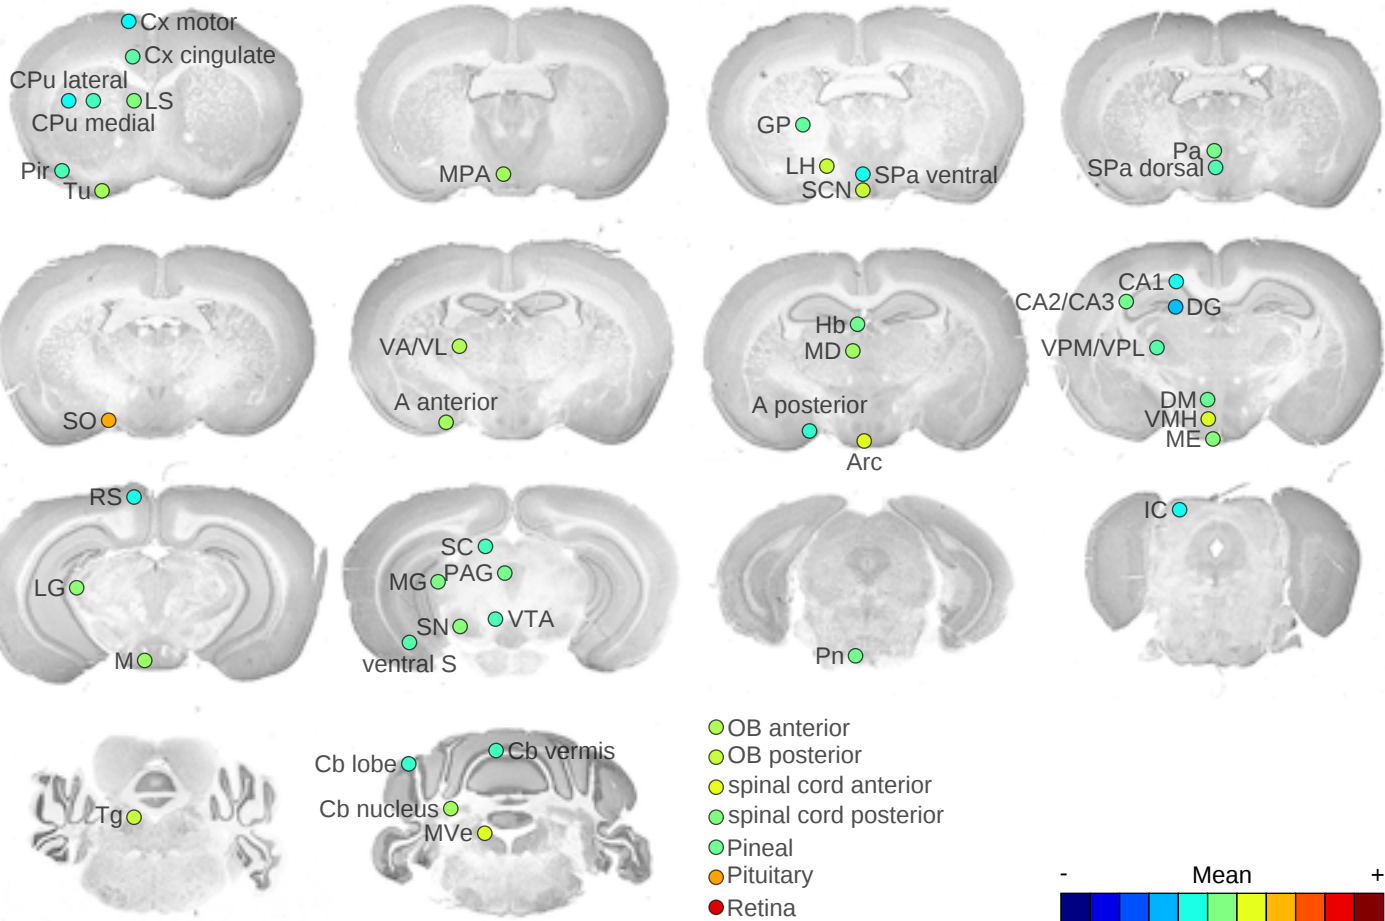 Cx motor
Cx cingulate
CPu lateral
LS
CPu medial
Pir
Tu
MPA
GP
LH
SPa ventral
SCN
Pa
SPa dorsal
SO
VA/VL
A anterior
Hb
MD
A posterior
Arc
CA1
CA2/CA3
DG
VPM/VPL
DM
VMH
ME
RS
LG
M
SC
MG
PAG
SN
VTA
ventral S
Pn
IC
Tg
Cb lobe
Cb vermis
Cb nucleus
MVe
OB anterior
OB posterior
spinal cord anterior
spinal cord posterior
Pineal
Pituitary
Retina
- Mean +